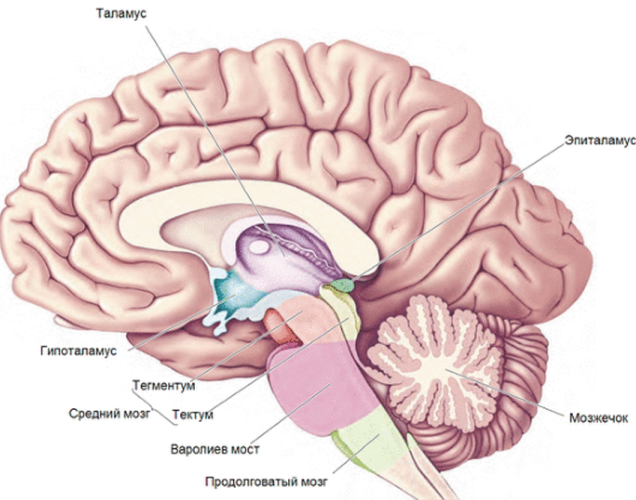 Таламус
Эпиталамус
Гипоталамус
Тегментум
Средний мозг
Тектум
Мозжечок
Варолиев мост
Продолговатый мозг